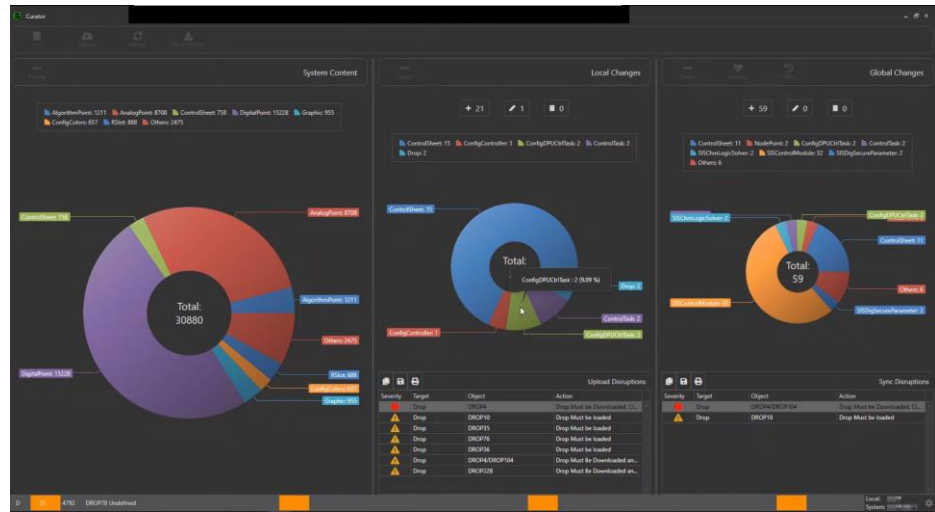 Curator
System Content
Local Changes
Global Changes
+ 21
1
0
+ 59
0
0
AlgorithmPoint: 1211 AnalogPoint: 8708 ControlSheet: 758 DigitalPoint: 15228 Graphic: 955
ConfigColors: 657 RSlot: 888 Others: 2475
ControlSheet: 15 ConfigController: 1 ConfigDPUCtrlTask: 2 ControlTask: 2
Drop: 2
ControlSheet: 11 NodePoint: 2 ConfigDPUCtrlTask: 2 ControlTask: 2
SISChmLogicSolver: 2 SISControlModule: 32 SISDigSecureParameter: 2
Others: 6
ControlSheet: 758
AnalogPoint: 8708
AlgorithmPoint: 1211
Total:
30880
Others: 2475
DigitalPoint: 15228
RSlot: 888
ConfigColors: 657
Graphic: 955
ControlSheet: 15
Total:
ConfigDPUCtrlTask : 2 (9.09 %)
Drop: 2
ControlTask: 2
ConfigController: 1
ConfigDPUCtrlTask: 2
SISChmLogicSolver: 2
ConfigDPUCtrlTask: 2
ControlSheet: 11
Total:
59
Others: 6
SISControlModule: 32
SISDigSecureParameter: 2
Upload Disruptions
Severity Target Object Action
Drop DROP4 Drop Must be Downloaded, Cl...
Drop DROP10 Drop Must be loaded
Drop DROP35 Drop Must be loaded
Drop DROP76 Drop Must be loaded
Drop DROP36 Drop Must be loaded
Drop DROP4/DROP104 Drop Must Be Downloaded an...
Drop DROP228 Drop Must Be Downloaded an...
Sync Disruptions
Severity Target Object Action
Drop DROP4/DROP104 Drop Must be Downloaded, Cl...
Drop DROP10 Drop Must be loaded
D 4792 DROP78 Undefined
Local:
System: